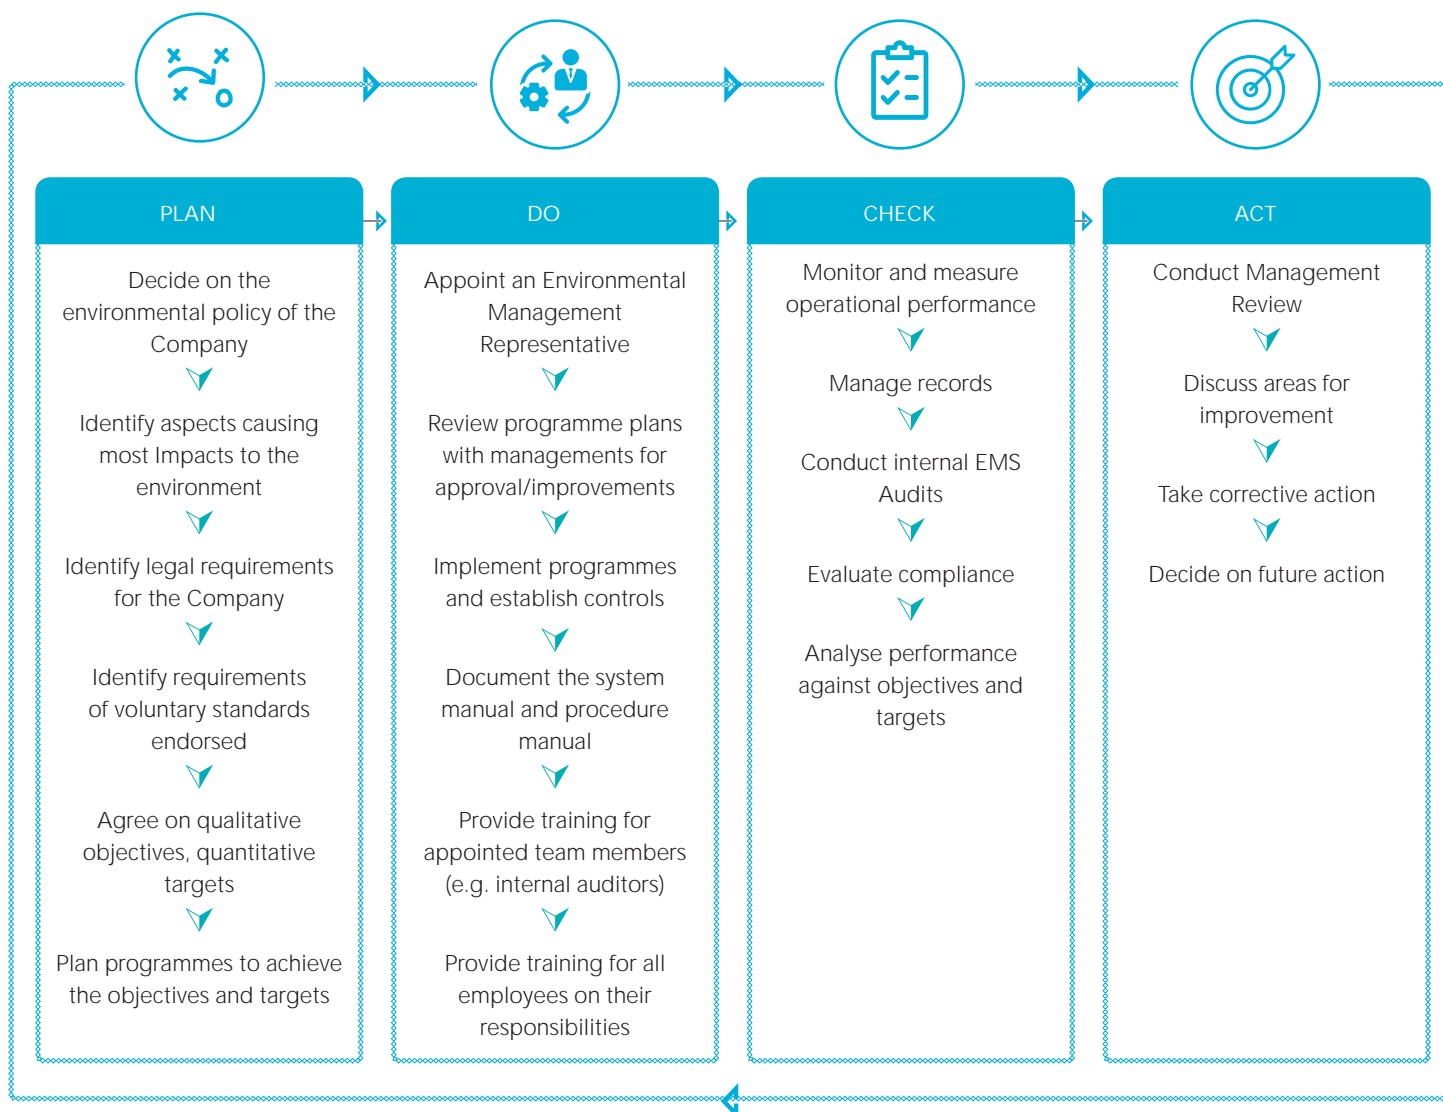 PLAN
Decide on the
environmental policy of the
Company
Identify aspects causing
most Impacts to the
environment
Identify legal requirements
for the Company
Identify requirements
of voluntary standards
endorsed
Agree on qualitative
objectives, quantitative
targets
Plan programmes to achieve
the objectives and targets
DO
Appoint an Environmental
Management
Representative
Review programme plans
with managements for
approval/improvements
Implement programmes
and establish controls
Document the system
manual and procedure
manual
Provide training for
appointed team members
(e.g. internal auditors)
Provide training for all
employees on their
responsibilities
CHECK
Monitor and measure
operational performance
Manage records
Conduct internal EMS
Audits
Evaluate compliance
Analyse performance
against objectives and
targets
ACT
Conduct Management
Review
Discuss areas for
improvement
Take corrective action
Decide on future action